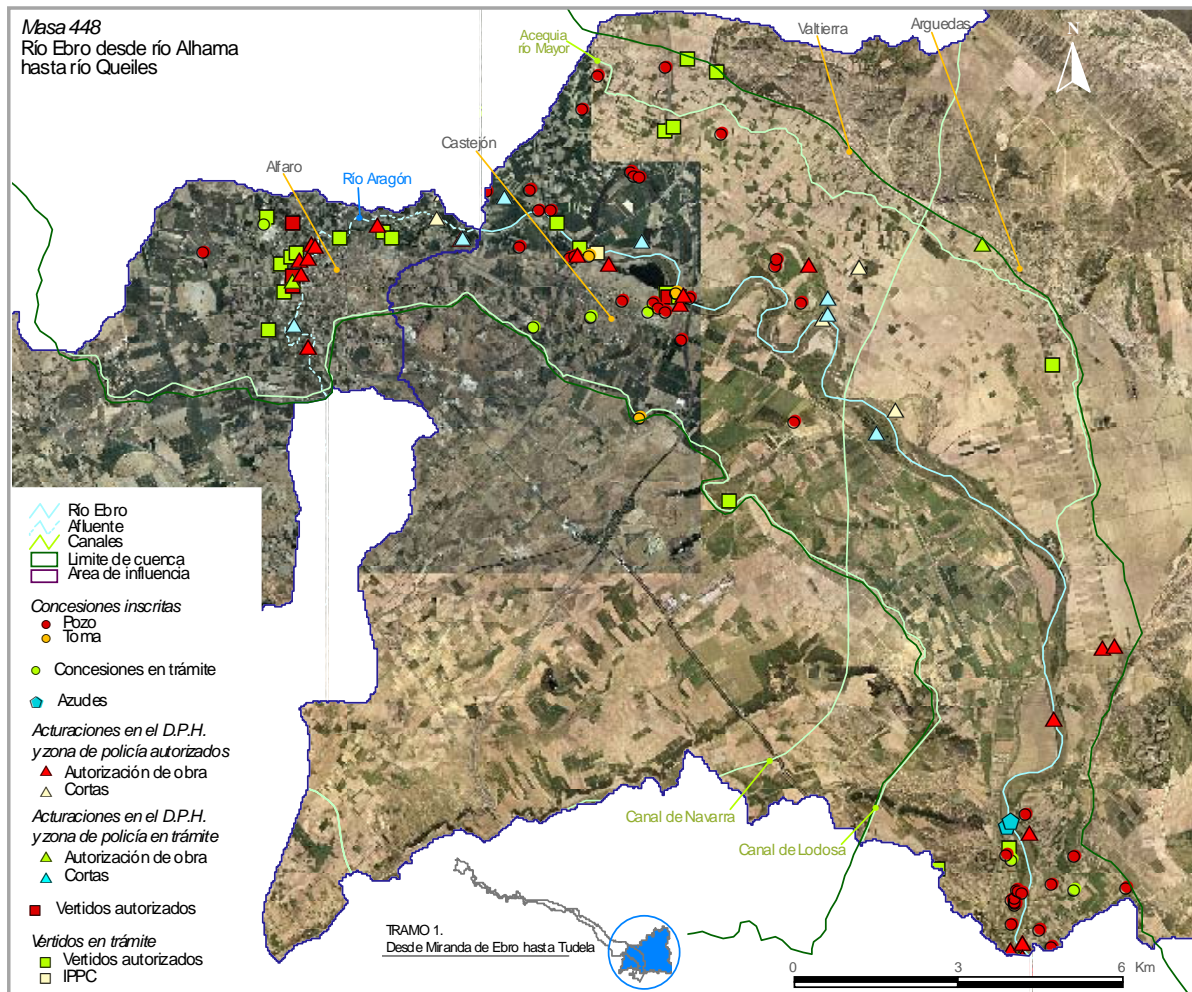 Masa 448
Río Ebro desde río Alhama
hasta río Queiles
Acequia
río Mayor
Valtierra
Arguedas
N
Castejón
Alfaro
Río Aragón
Río Ebro
Afluente
Canales
Limite de cuenca
Area de influencia
Concesiones inscritas
Pozo
Toma
Concesiones en trámite
Azudes
Acturaciones en el D.P.H.
y zona de policía autorizados
Autorización de obra
Cortas
Acturaciones en el D.P.H.
y zona de policía en trámite
Autorización de obra
Cortas
Vertidos autorizados
Vertidos en trámite
Vertidos autorizados
IPPC
Canal de Navarra
Canal de Lodosa
TRAMO 1.
Desde Miranda de Ebro hasta Tudela
0 3 6 Km